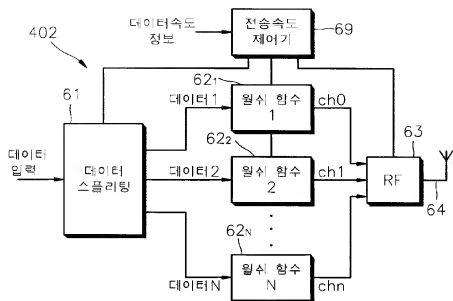 데이터속도
정보
전송속도
제어기
69
402
61
데이터
입력
데이터
스플리팅
데이터1
62₁
월쉬 함수
1
ch0
데이터2
62₂
월쉬 함수
2
ch1
데이터N
62N
월쉬 함수
N
chn
63
RF
64